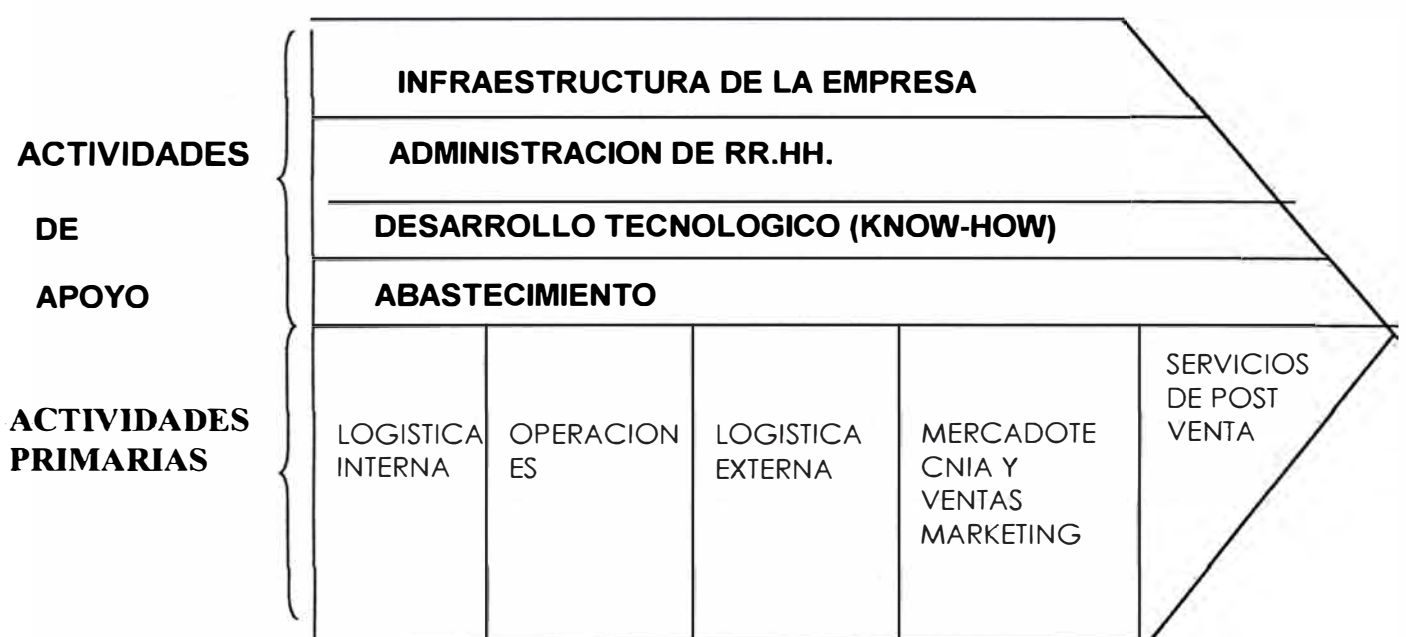 INFRAESTRUCTURA DE LA EMPRESA
ACTIVIDADES
DE
APOYO
ADMINISTRACION DE RR.HH.
DESARROLLO TECNOLOGICO (KNOW-HOW)
ABASTECIMIENTO
ACTIVIDADES
PRIMARIAS
LOGISTICA
INTERNA
OPERACION
ES
LOGISTICA
EXTERNA
MERCADOTE
CNIA Y
VENTAS
MARKETING
SERVICIOS
DE POST
VENTA